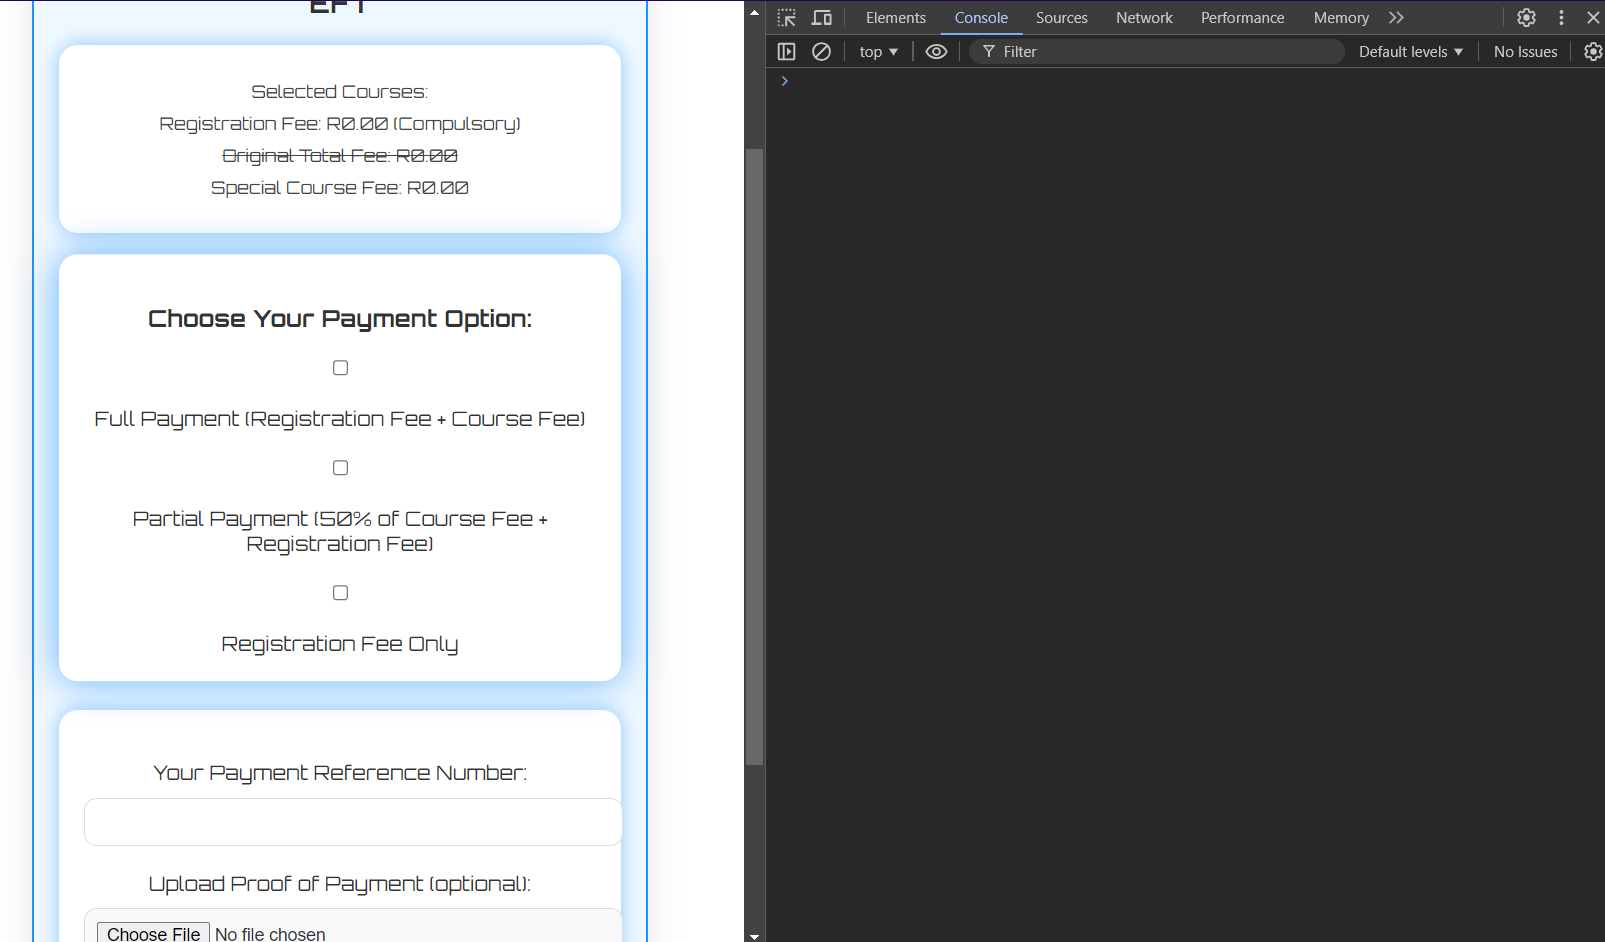 EFT
Selected Courses:
Registration Fee: R0.00 (Compulsory)
Original Total Fee: R0.00
Special Course Fee: R0.00
Choose Your Payment Option:
Full Payment (Registration Fee + Course Fee)
Partial Payment (50% of Course Fee +
Registration Fee)
Registration Fee Only
Your Payment Reference Number:
Upload Proof of Payment (optional):
Choose File No file chosen
Elements Console Sources Network Performance Memory
top Filter Default levels No Issues